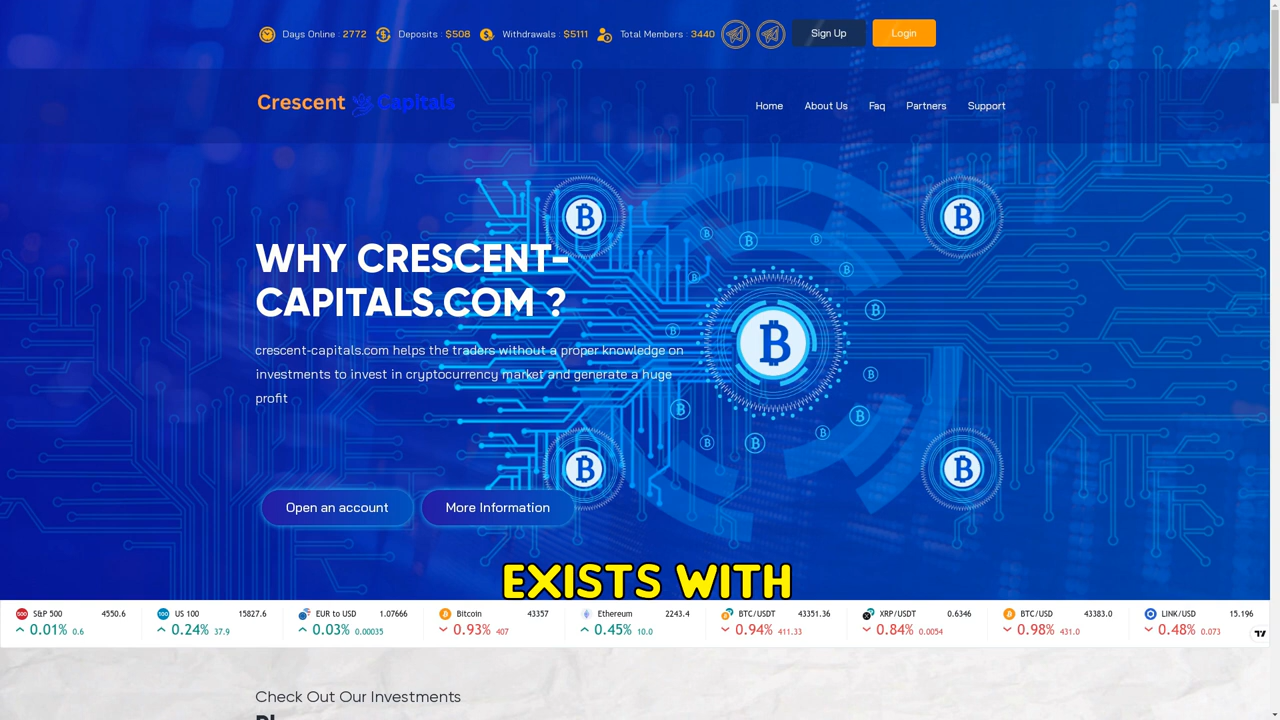 Days Online : 2772 Deposits : $508 Withdrawals : $5111 Total Members : 3440 Sign Up Login
Crescent Capitals
Home About Us Faq Partners Support
WHY CRESCENT-
CAPITALS.COM ?
crescent-capitals.com helps the traders without a proper knowledge on
investments to invest in cryptocurrency market and generate a huge
profit
Open an account More Information
EXISTS WITH
500 S&P 500 4550.6 100 US 100 15827.6 EUR to USD 1.07666 Bitcoin 43357 Ethereum 2243.4 BTC/USDT 43351.36 XRP/USDT 0.6346 BTC/USD 43383.0 LINK/USD 15.196
0.01% 0.6 0.24% 37.9 0.03% 0.00035 0.93% 407 0.45% 10.0 0.94% 411.33 0.84% 0.0054 0.98% 431.0 0.48% 0.073
Check Out Our Investments